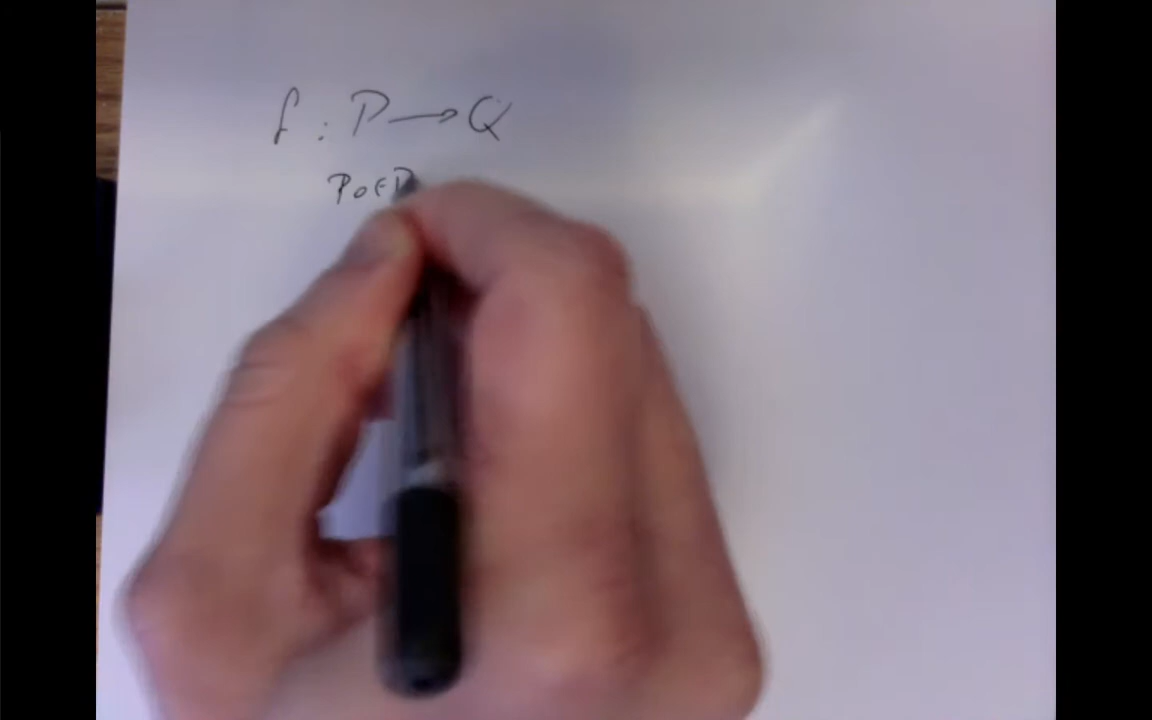 f : P → Q
P₀ ∈ P